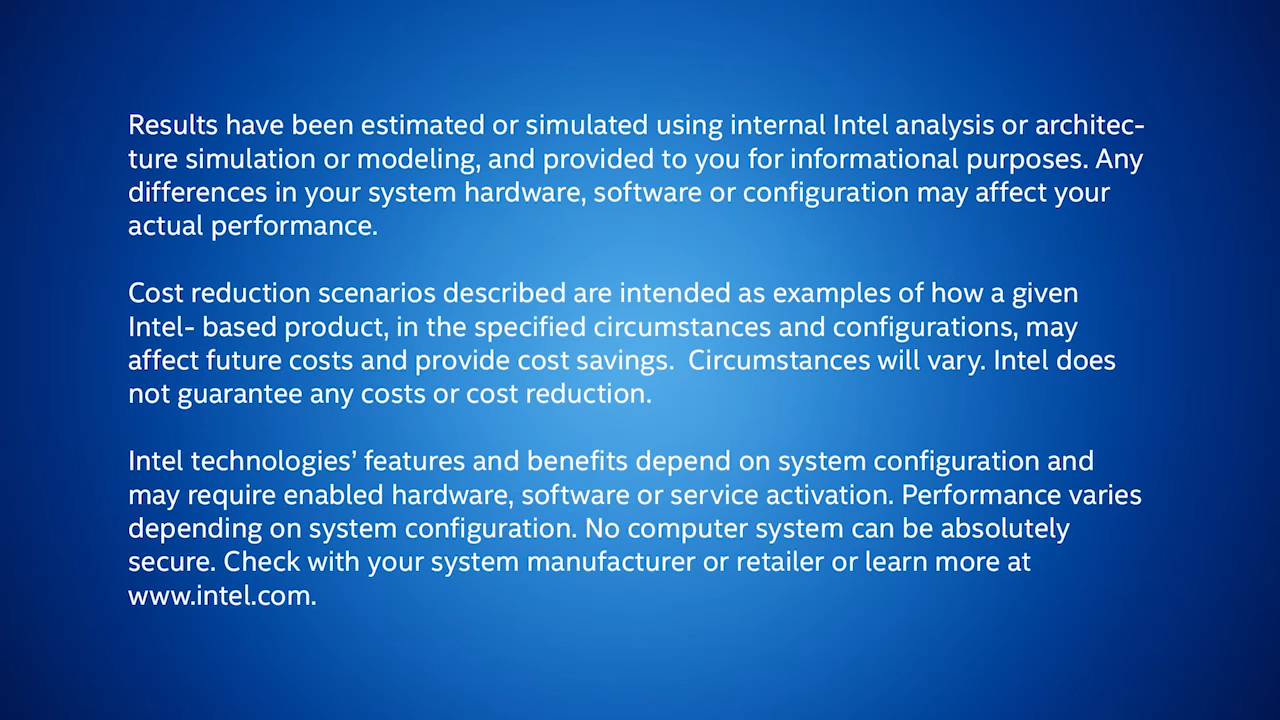 Results have been estimated or simulated using internal Intel analysis or architec-
ture simulation or modeling, and provided to you for informational purposes. Any
differences in your system hardware, software or configuration may affect your
actual performance.
Cost reduction scenarios described are intended as examples of how a given
Intel- based product, in the specified circumstances and configurations, may
affect future costs and provide cost savings.  Circumstances will vary. Intel does
not guarantee any costs or cost reduction.
Intel technologies’ features and benefits depend on system configuration and
may require enabled hardware, software or service activation. Performance varies
depending on system configuration. No computer system can be absolutely
secure. Check with your system manufacturer or retailer or learn more at
www.intel.com.